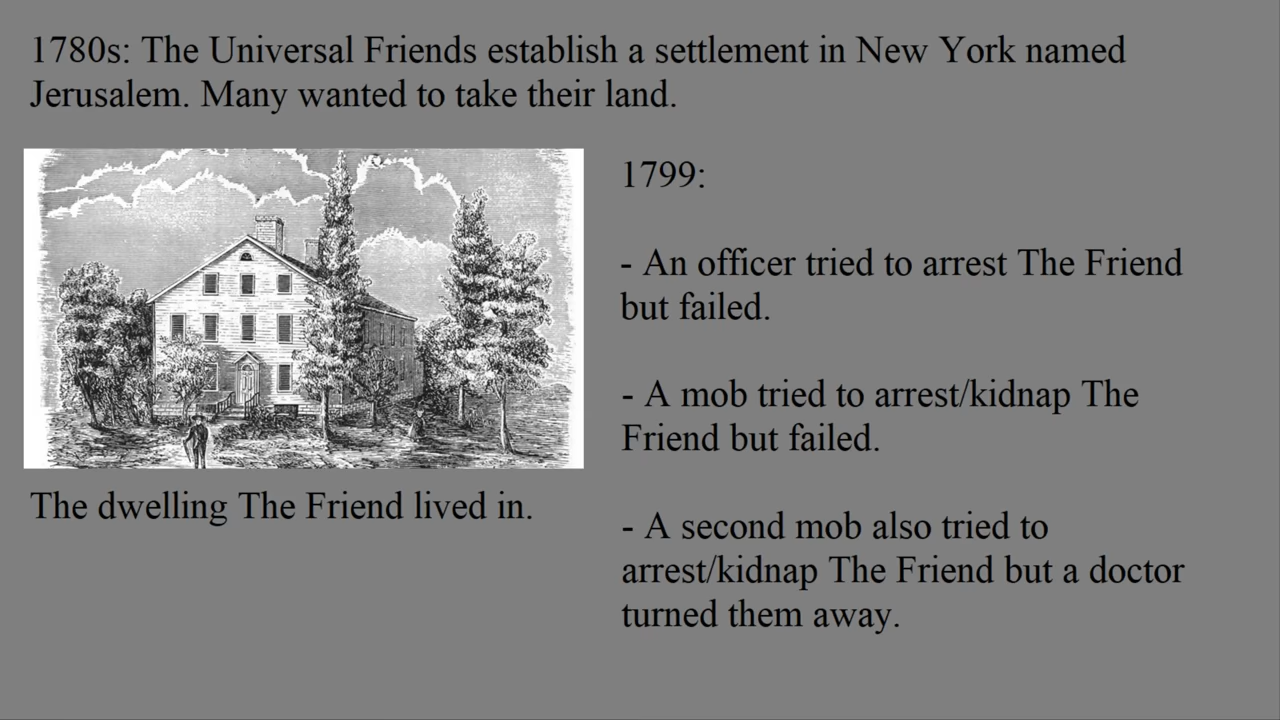 1780s: The Universal Friends establish a settlement in New York named
Jerusalem. Many wanted to take their land.
The dwelling The Friend lived in.
1799:
- An officer tried to arrest The Friend
but failed.
- A mob tried to arrest/kidnap The
Friend but failed.
- A second mob also tried to
arrest/kidnap The Friend but a doctor
turned them away.